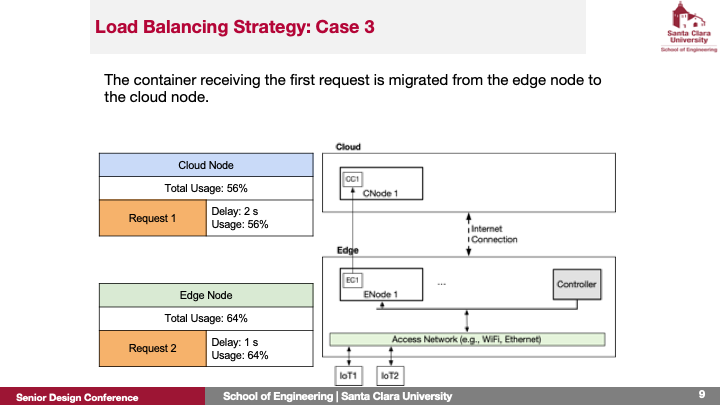 Load Balancing Strategy: Case 3
Santa Clara
University
School of Engineering
The container receiving the first request is migrated from the edge node to
the cloud node.
Cloud Node
Total Usage: 56%
Request 1
Delay: 2 s
Usage: 56%
Edge Node
Total Usage: 64%
Request 2
Delay: 1 s
Usage: 64%
Cloud
CC1
CNode 1
Internet
Connection
Edge
EC1
ENode 1
...
Controller
Access Network (e.g., WiFi, Ethernet)
IoT1
IoT2
Senior Design Conference
School of Engineering | Santa Clara University
9